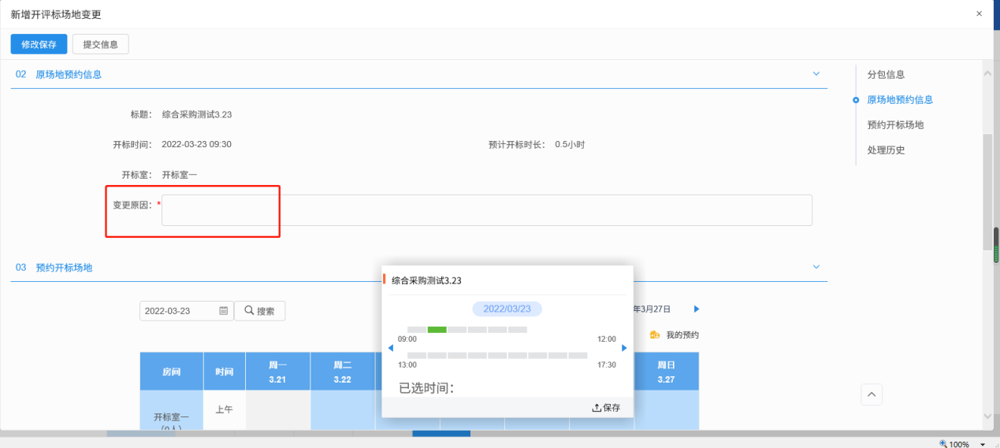 新增开评标场地变更
×
修改保存
提交信息
02 原场地预约信息
标题： 综合采购测试3.23
开标时间： 2022-03-23 09:30
预计开标时长： 0.5小时
开标室： 开标室一
变更原因：*
03 预约开标场地
2022-03-23
搜索
年3月27日
我的预约
房间
时间
周一
3.21
周二
3.22
周日
3.27
开标室一
（0人）
上午
综合采购测试3.23
2022/03/23
09:00 12:00
13:00 17:30
已选时间：
保存
分包信息
原场地预约信息
预约开标场地
处理历史
100%